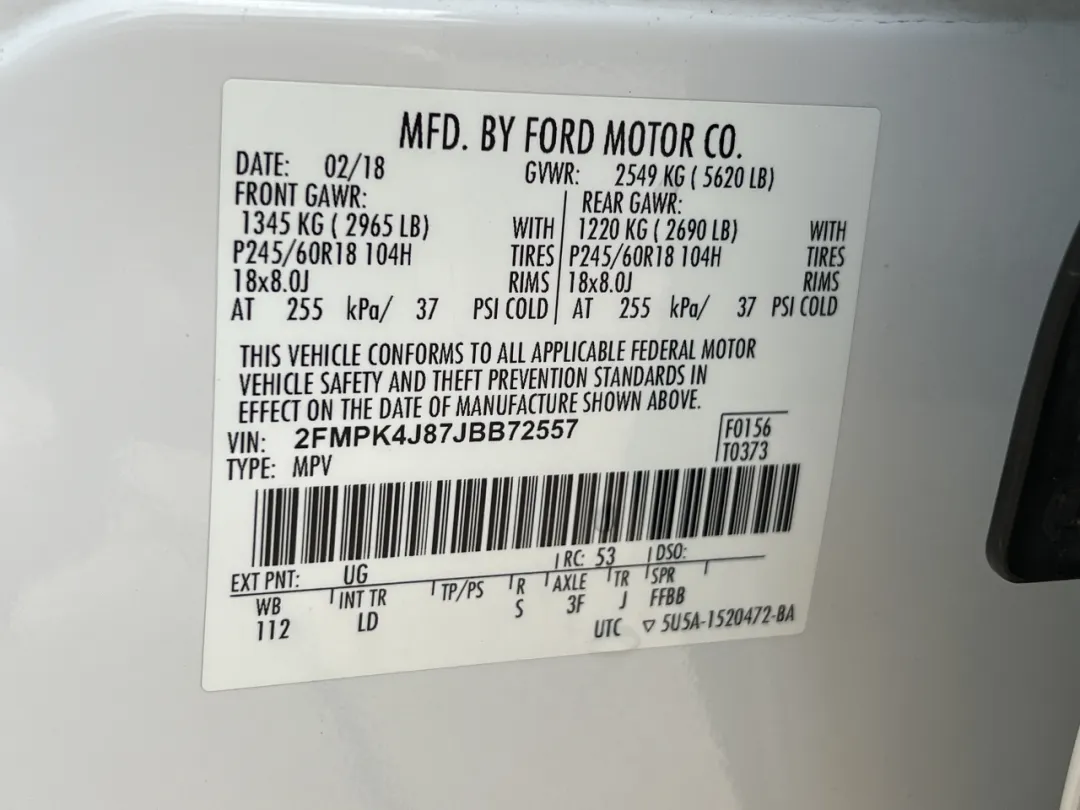 MFD. BY FORD MOTOR CO.
DATE: 02/18 GVWR: 2549 KG ( 5620 LB)
FRONT GAWR: REAR GAWR:
1345 KG ( 2965 LB) WITH 1220 KG ( 2690 LB) WITH
P245/60R18 104H TIRES P245/60R18 104H TIRES
18x8.0J RIMS 18x8.0J RIMS
AT 255 kPa/ 37 PSI COLD AT 255 kPa/ 37 PSI COLD
THIS VEHICLE CONFORMS TO ALL APPLICABLE FEDERAL MOTOR
VEHICLE SAFETY AND THEFT PREVENTION STANDARDS IN
EFFECT ON THE DATE OF MANUFACTURE SHOWN ABOVE.
VIN: 2FMPK4J87JBB72557 F0156
TYPE: MPV T0373
EXT PNT: UG RC: 53 DSO:
WB INT TR TP/PS R AXLE TR SPR
112 LD S 3F J FFBB
UTC ▽ 5U5A-1520472-BA